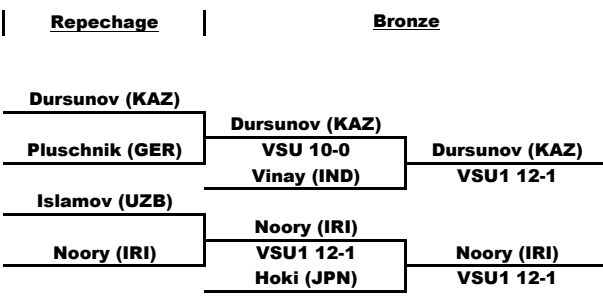 Repechage
Bronze
Dursunov (KAZ)
Dursunov (KAZ)
Pluschnik (GER)
VSU 10-0
Dursunov (KAZ)
Vinay (IND)
VSU1 12-1
Islamov (UZB)
Noory (IRI)
Noory (IRI)
VSU1 12-1
Noory (IRI)
Hoki (JPN)
VSU1 12-1